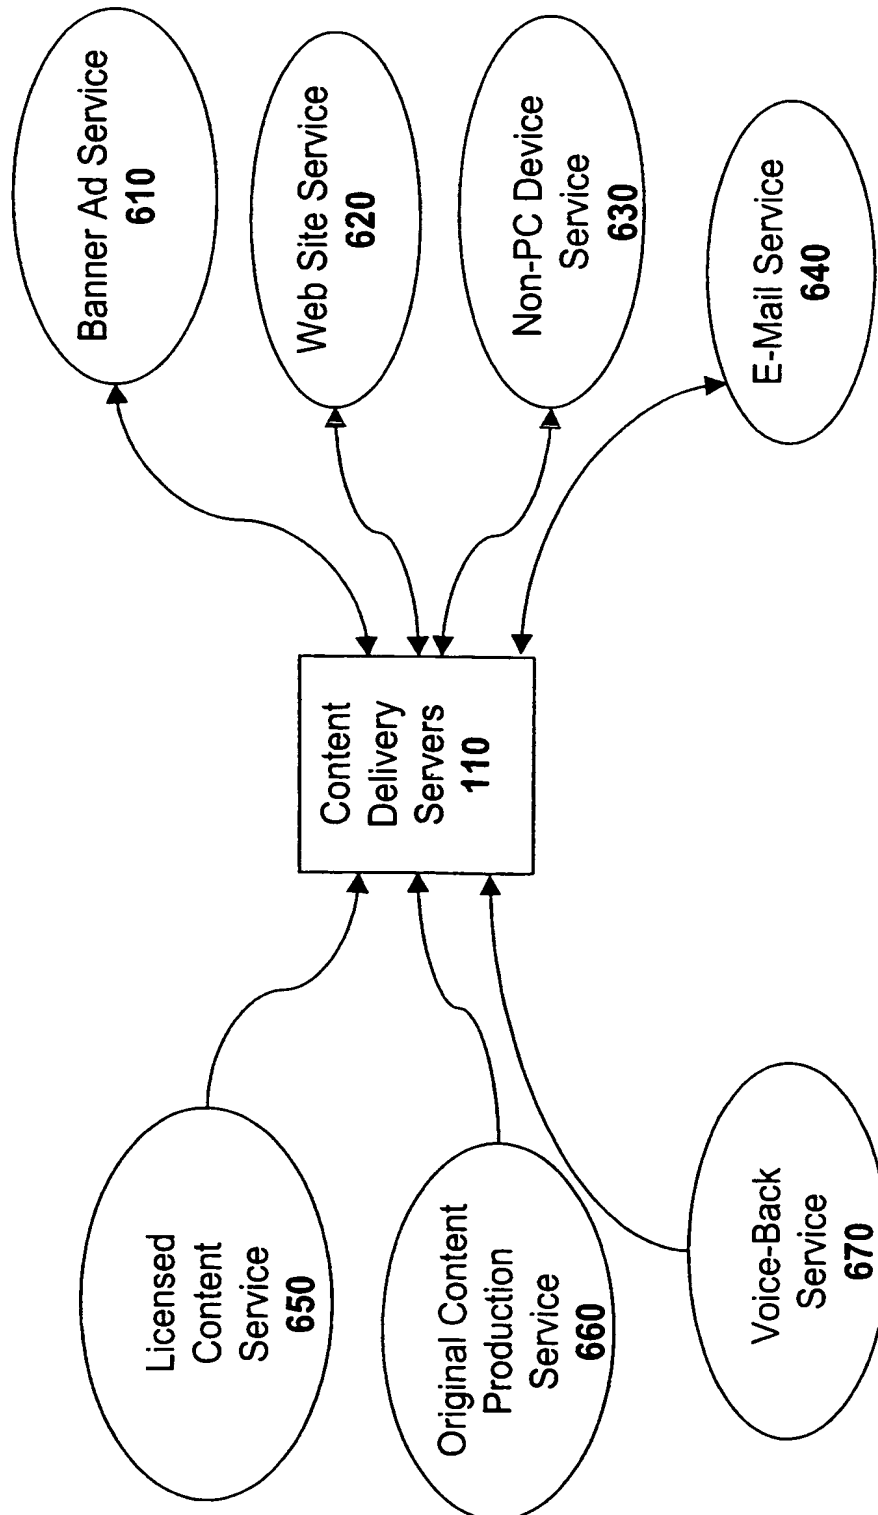 Licensed
Content
Service
650
Original Content
Production
Service
660
Voice-Back
Service
670
Content
Delivery
Servers
110
Banner Ad Service
610
Web Site Service
620
Non-PC Device
Service
630
E-Mail Service
640